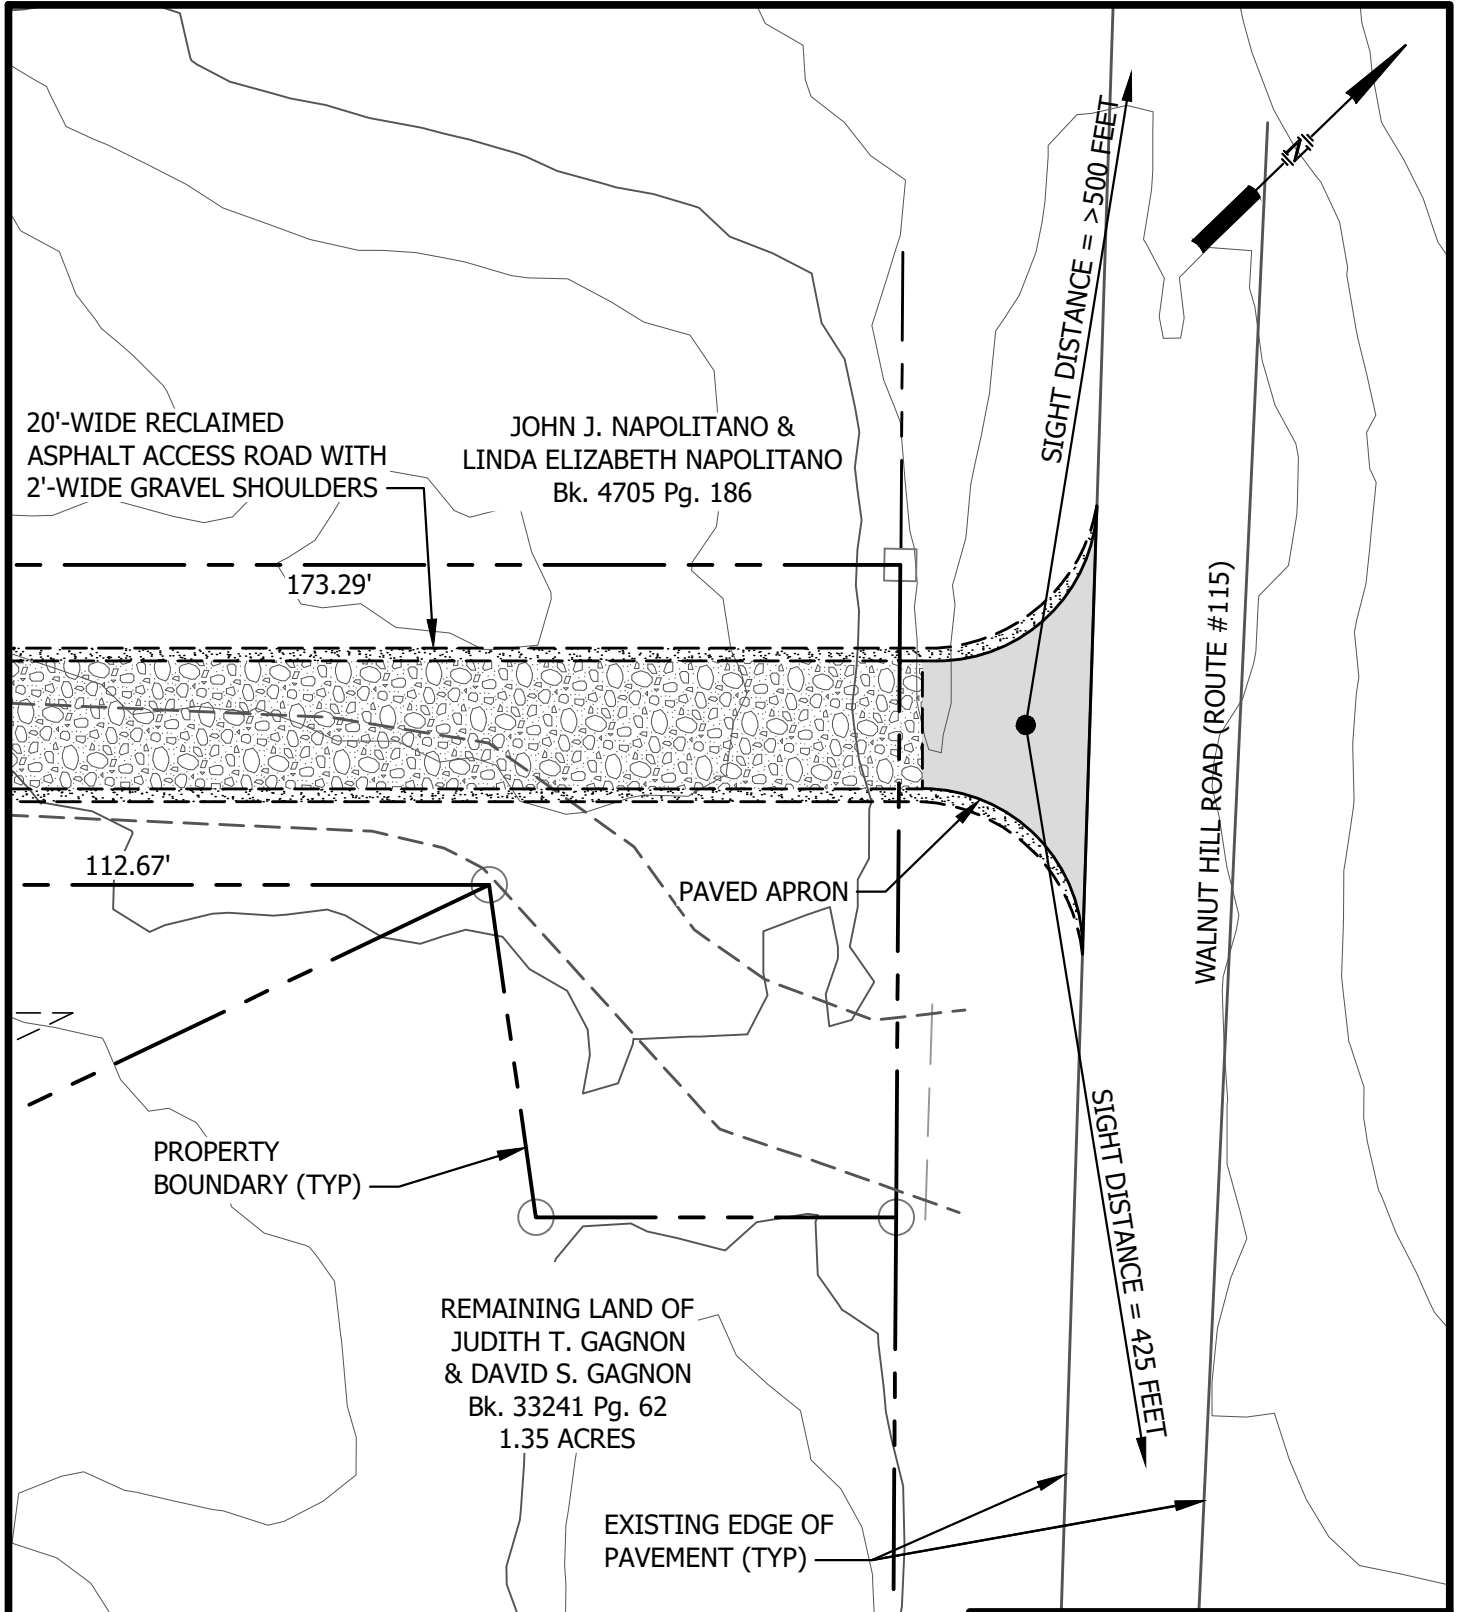 SIGHT DISTANCE = >500 FEET
N
20'-WIDE RECLAIMED
ASPHALT ACCESS ROAD WITH
2'-WIDE GRAVEL SHOULDERS
JOHN J. NAPOLITANO &
LINDA ELIZABETH NAPOLITANO
Bk. 4705 Pg. 186
173.29'
WALNUT HILL ROAD (ROUTE #115)
112.67'
PAVED APRON
PROPERTY
BOUNDARY (TYP)
SIGHT DISTANCE = 425 FEET
REMAINING LAND OF
JUDITH T. GAGNON
& DAVID S. GAGNON
Bk. 33241 Pg. 62
1.35 ACRES
EXISTING EDGE OF
PAVEMENT (TYP)